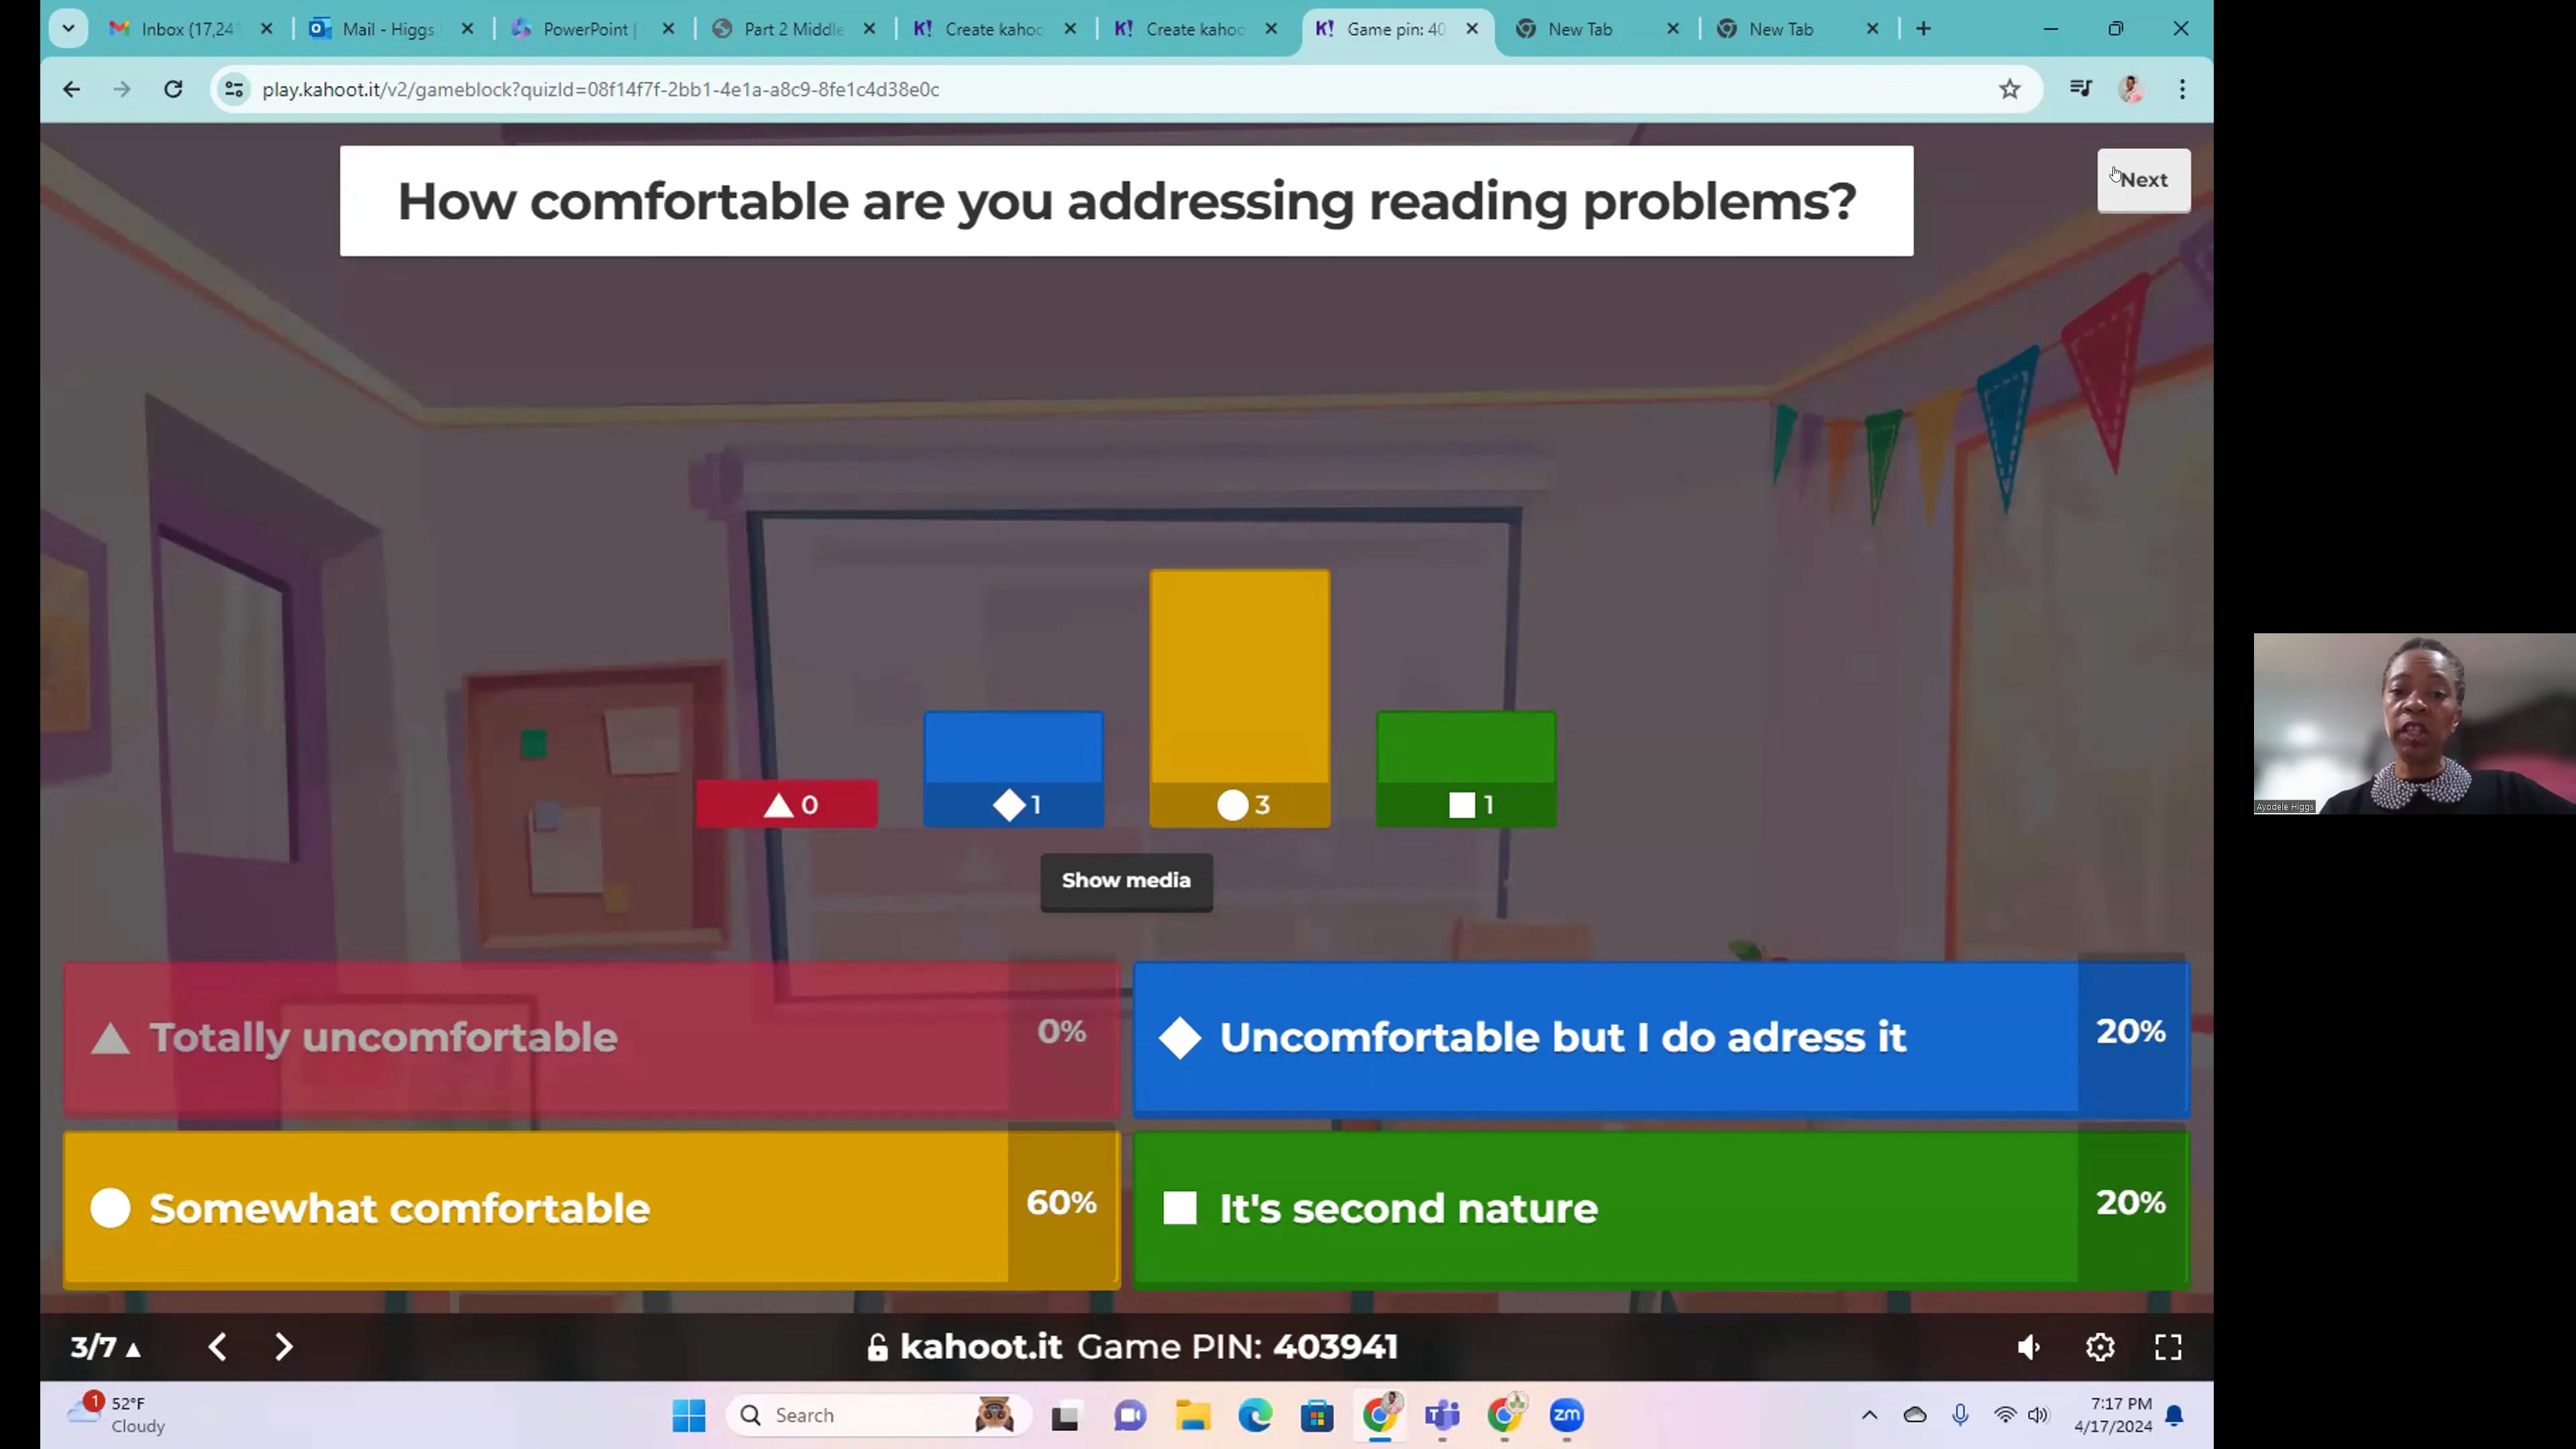 Inbox (17,24
Mail - Higgs
PowerPoint |
Part 2 Middle
K! Create kahoo
K! Create kahoo
K! Game pin: 40
New Tab
New Tab
play.kahoot.it/v2/gameblock?quizId=08f14f7f-2bb1-4e1a-a8c9-8fe1c4d38e0c
How comfortable are you addressing reading problems?
Next
0
1
3
1
Show media
Totally uncomfortable 0%
Uncomfortable but I do adress it 20%
Somewhat comfortable 60%
It's second nature 20%
Ayodele Higgs
3/7
kahoot.it Game PIN: 403941
1
52°F
Cloudy
Search
zm
7:17 PM
4/17/2024